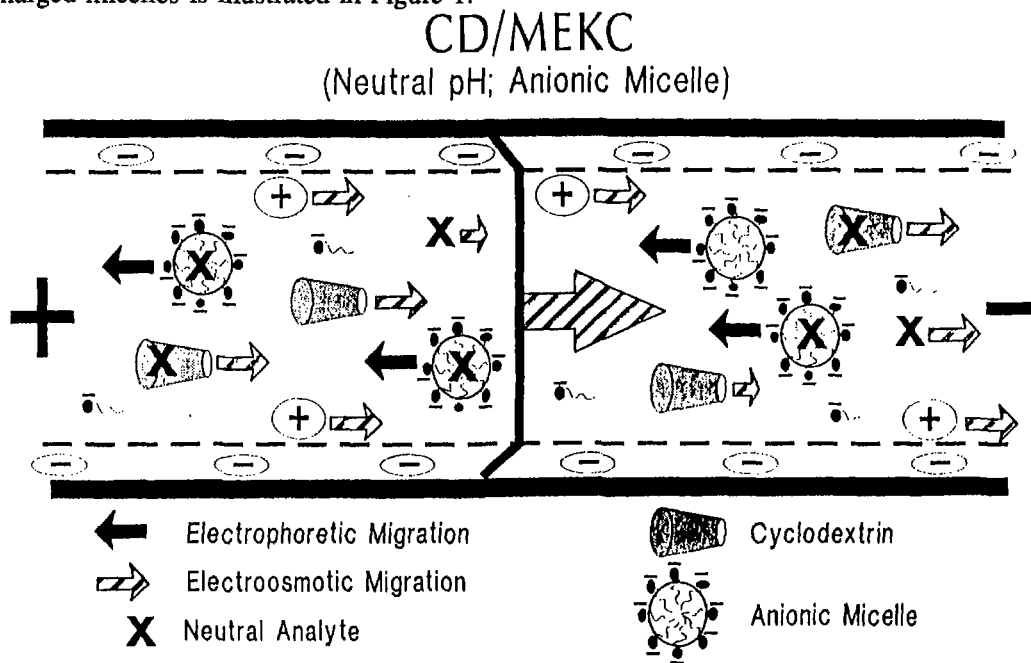 charged micelles is illustrated in Figure 1.
CD/MEKC
(Neutral pH; Anionic Micelle)
Electrophoretic Migration
Electroosmotic Migration
X Neutral Analyte
Cyclodextrin
Anionic Micelle